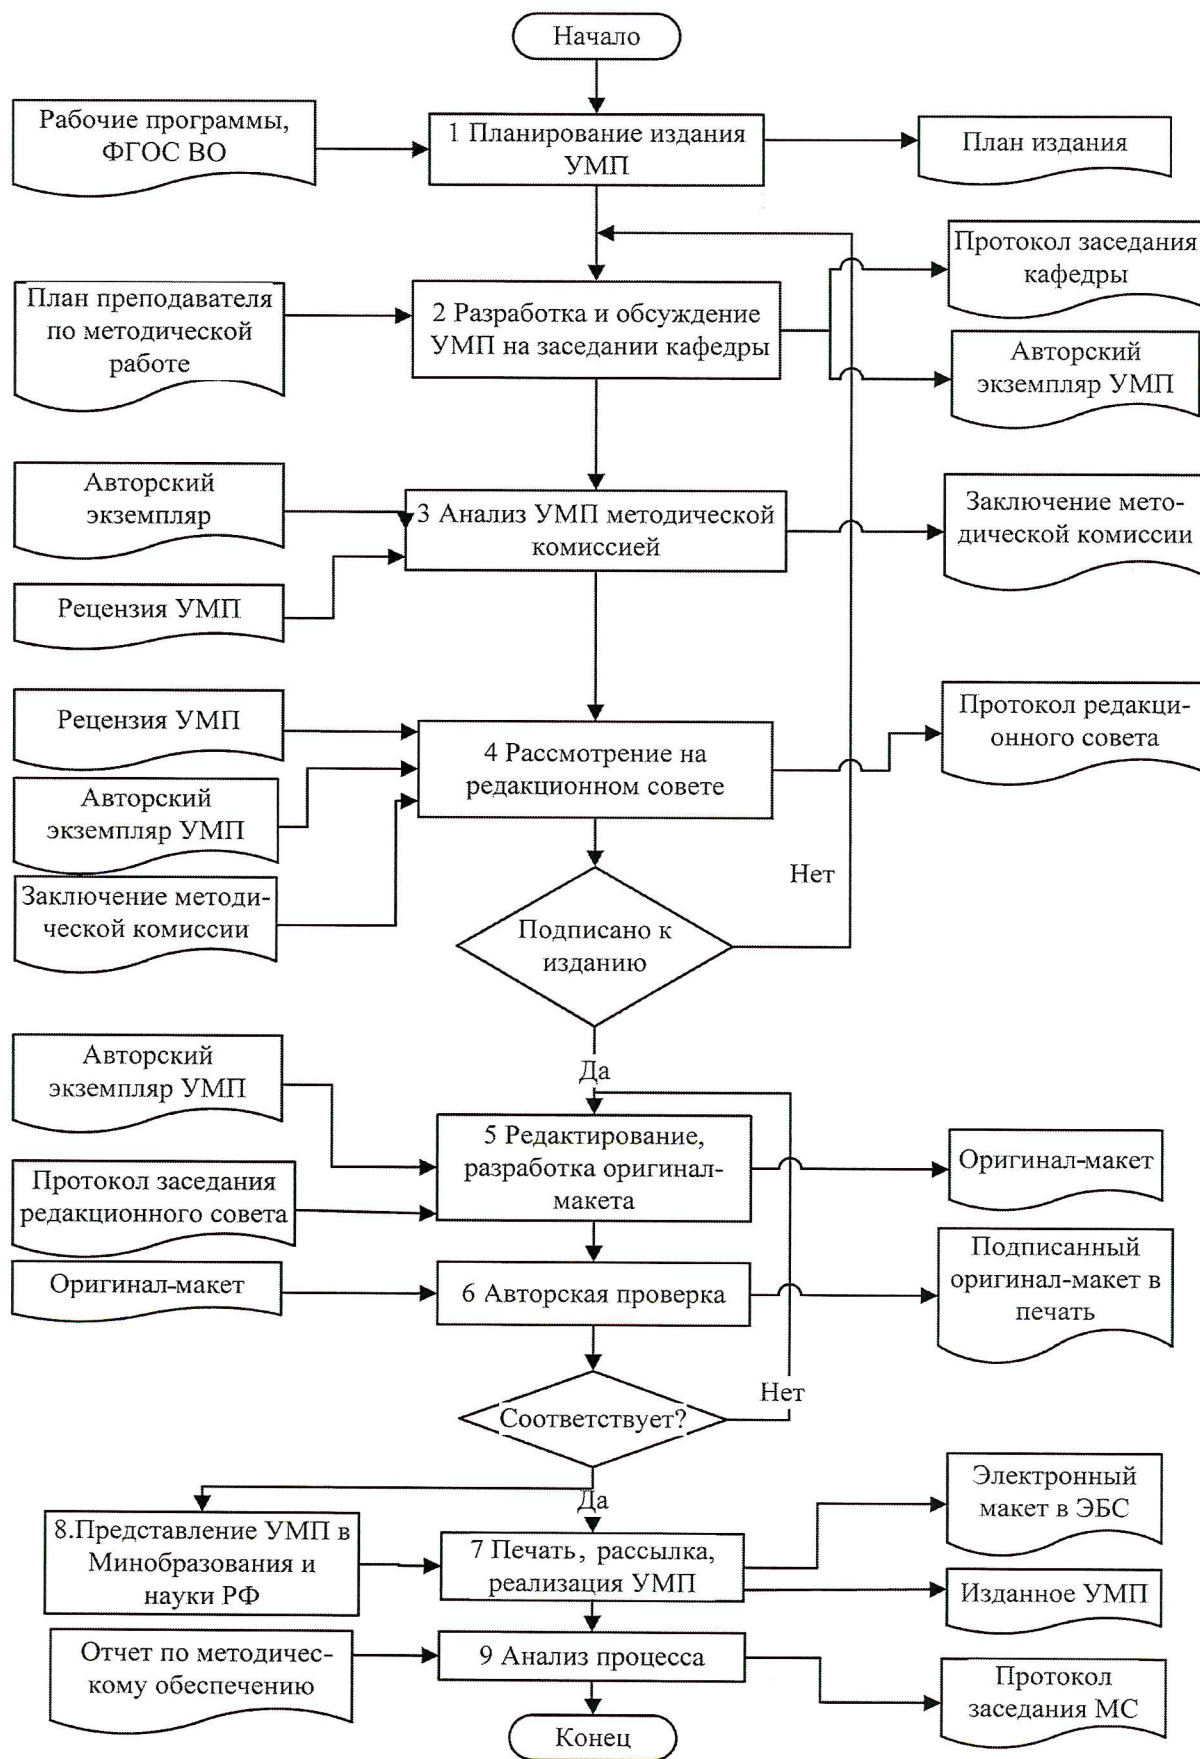 Начало
Рабочие программы,
ФГОС ВО
1 Планирование издания
УМП
План издания
Протокол заседания
кафедры
План преподавателя
по методической
работе
2 Разработка и обсуждение
УМП на заседании кафедры
Авторский
экземпляр УМП
Авторский
экземпляр
3 Анализ УМП методической
комиссией
Заключение мето-
дической комиссии
Рецензия УМП
Рецензия УМП
4 Рассмотрение на
редакционном совете
Протокол редакци-
онного совета
Авторский
экземпляр УМП
Заключение методи-
ческой комиссии
Нет
Подписано к
изданию
Да
Авторский
экземпляр УМП
5 Редактирование,
разработка оригинал-
макета
Оригинал-макет
Протокол заседания
редакционного совета
Оригинал-макет
6 Авторская проверка
Подписанный
оригинал-макет в
печать
Нет
Соответствует?
Да
Электронный
макет в ЭБС
8.Представление УМП в
Минобразования и
науки РФ
7 Печать, рассылка,
реализация УМП
Изданное УМП
Отчет по методичес-
кому обеспечению
9 Анализ процесса
Протокол
заседания МС
Конец